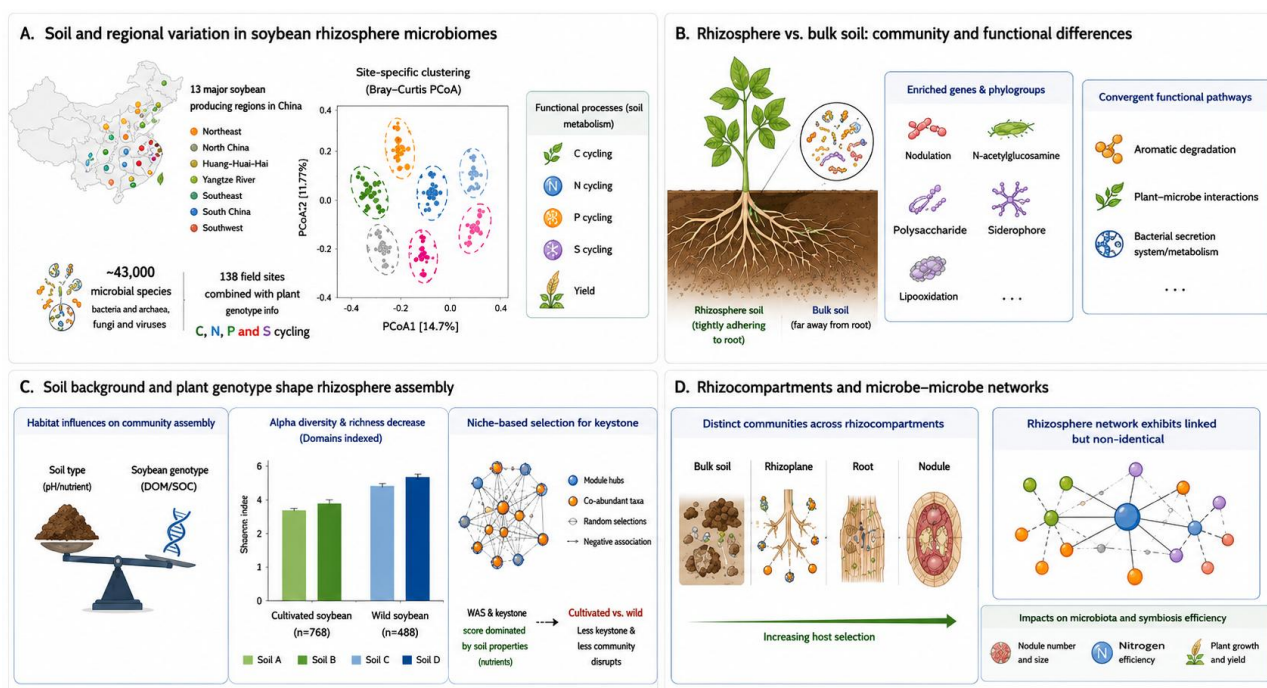 A. Soil and regional variation in soybean rhizosphere microbiomes
13 major soybean
producing regions in China
Northeast
North China
Huang-Huai-Hai
Yangtze River
Southeast
South China
Southwest
~43,000
microbial species
bacteria and archaea,
fungi and viruses
138 field sites
combined with plant
genotype info
C, N, P and S cycling
Site-specific clustering
(Bray–Curtis PCoA)
PCoA:2 [11.77%]
0.4
0.2
0.0
-0.2
-0.4
-0.4
-0.2
0.0
0.4
PCoA1 [14.7%]
Functional processes (soil
metabolism)
C cycling
N
N cycling
P cycling
S cycling
Yield
B. Rhizosphere vs. bulk soil: community and functional differences
Rhizosphere soil
(tightly adhering
to root)
Bulk soil
(far away from root)
Enriched genes & phylogroups
Nodulation
N-acetylglucosamine
Polysaccharide
Siderophore
Lipooxidation
...
Convergent functional pathways
Aromatic degradation
Plant–microbe interactions
Bacterial secretion
system/metabolism
...
C. Soil background and plant genotype shape rhizosphere assembly
Habitat influences on community assembly
Soil type
(pH/nutrient)
Soybean genotype
(DOM/SOC)
Alpha diversity & richness decrease
(Domains indexed)
index
6
4
2
1
0
Cultivated soybean
(n=768)
Wild soybean
(n=488)
Soil A
Soil B
Soil C
Soil D
Niche-based selection for keystone
Module hubs
Co-abundant taxa
Random selections
Negative association
WAS & keystone
score dominated
by soil properties
(nutrients)
Cultivated vs. wild
Less keystone &
less community
disrupts
D. Rhizocompartments and microbe–microbe networks
Distinct communities across rhizocompartments
Bulk soil
Rhizoplane
Root
Nodule
Increasing host selection
Rhizosphere network exhibits linked
but non-identical
Impacts on microbiota and symbiosis efficiency
Nodule number
and size
N
Nitrogen
efficiency
Plant growth
and yield